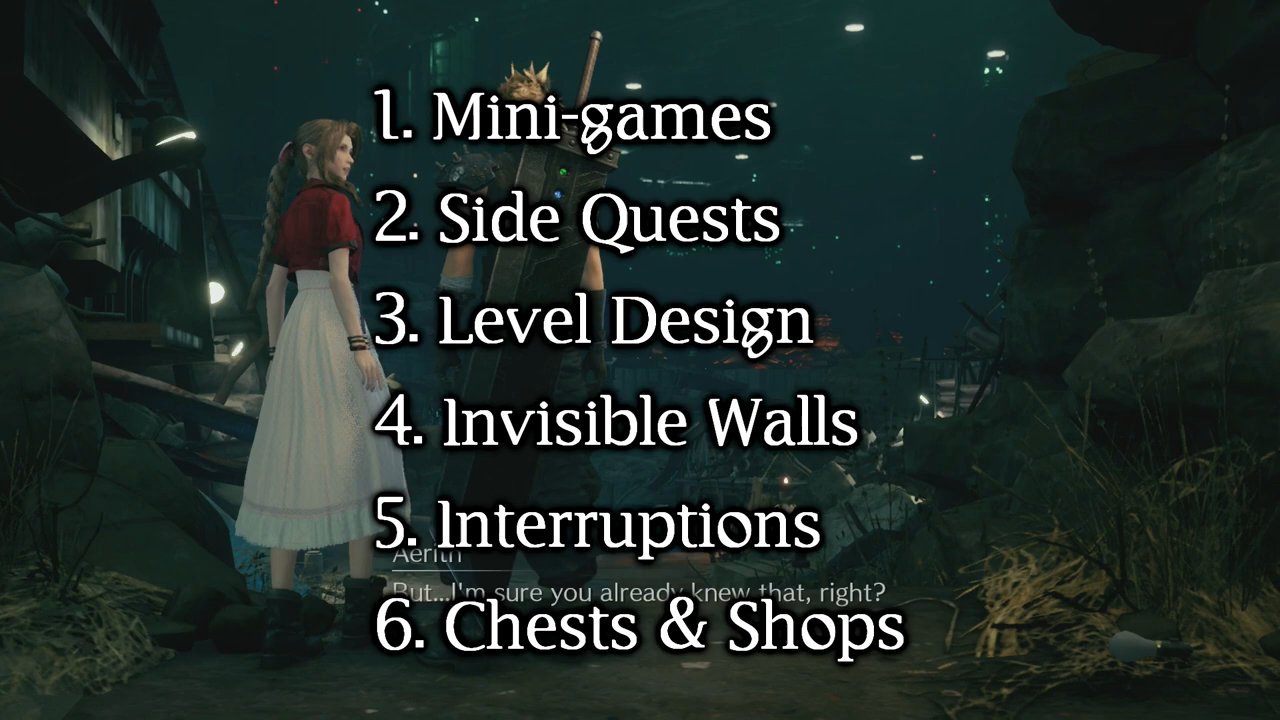 1. Mini-games
2. Side Quests
3. Level Design
4. Invisible Walls
5. Interruptions
Aerith
But...I'm sure you already knew that, right?
6. Chests & Shops